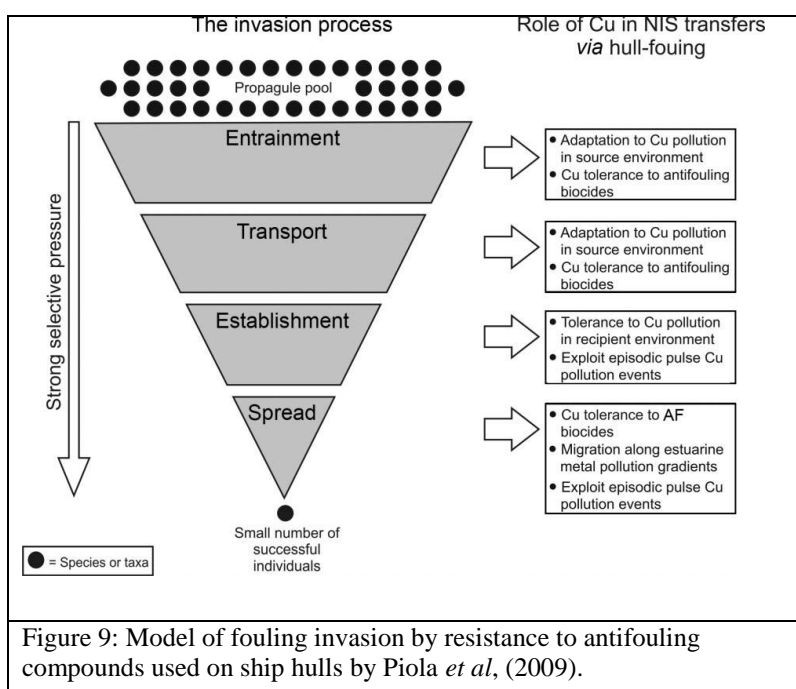 The invasion process
Role of Cu in NIS transfers
via hull-fouing
Propagule pool
Strong selective pressure
Entrainment
• Adaptation to Cu pollution
in source environment
• Cu tolerance to antifouling
biocides
Transport
• Adaptation to Cu pollution
in source environment
• Cu tolerance to antifouling
biocides
Establishment
• Tolerance to Cu pollution
in recipient environment
• Exploit episodic pulse Cu
pollution events
Spread
• Cu tolerance to AF
biocides
• Migration along estuarine
metal pollution gradients
• Exploit episodic pulse Cu
pollution events
Small number of
successful
individuals
= Species or taxa
Figure 9: Model of fouling invasion by resistance to antifouling
compounds used on ship hulls by Piola et al, (2009).